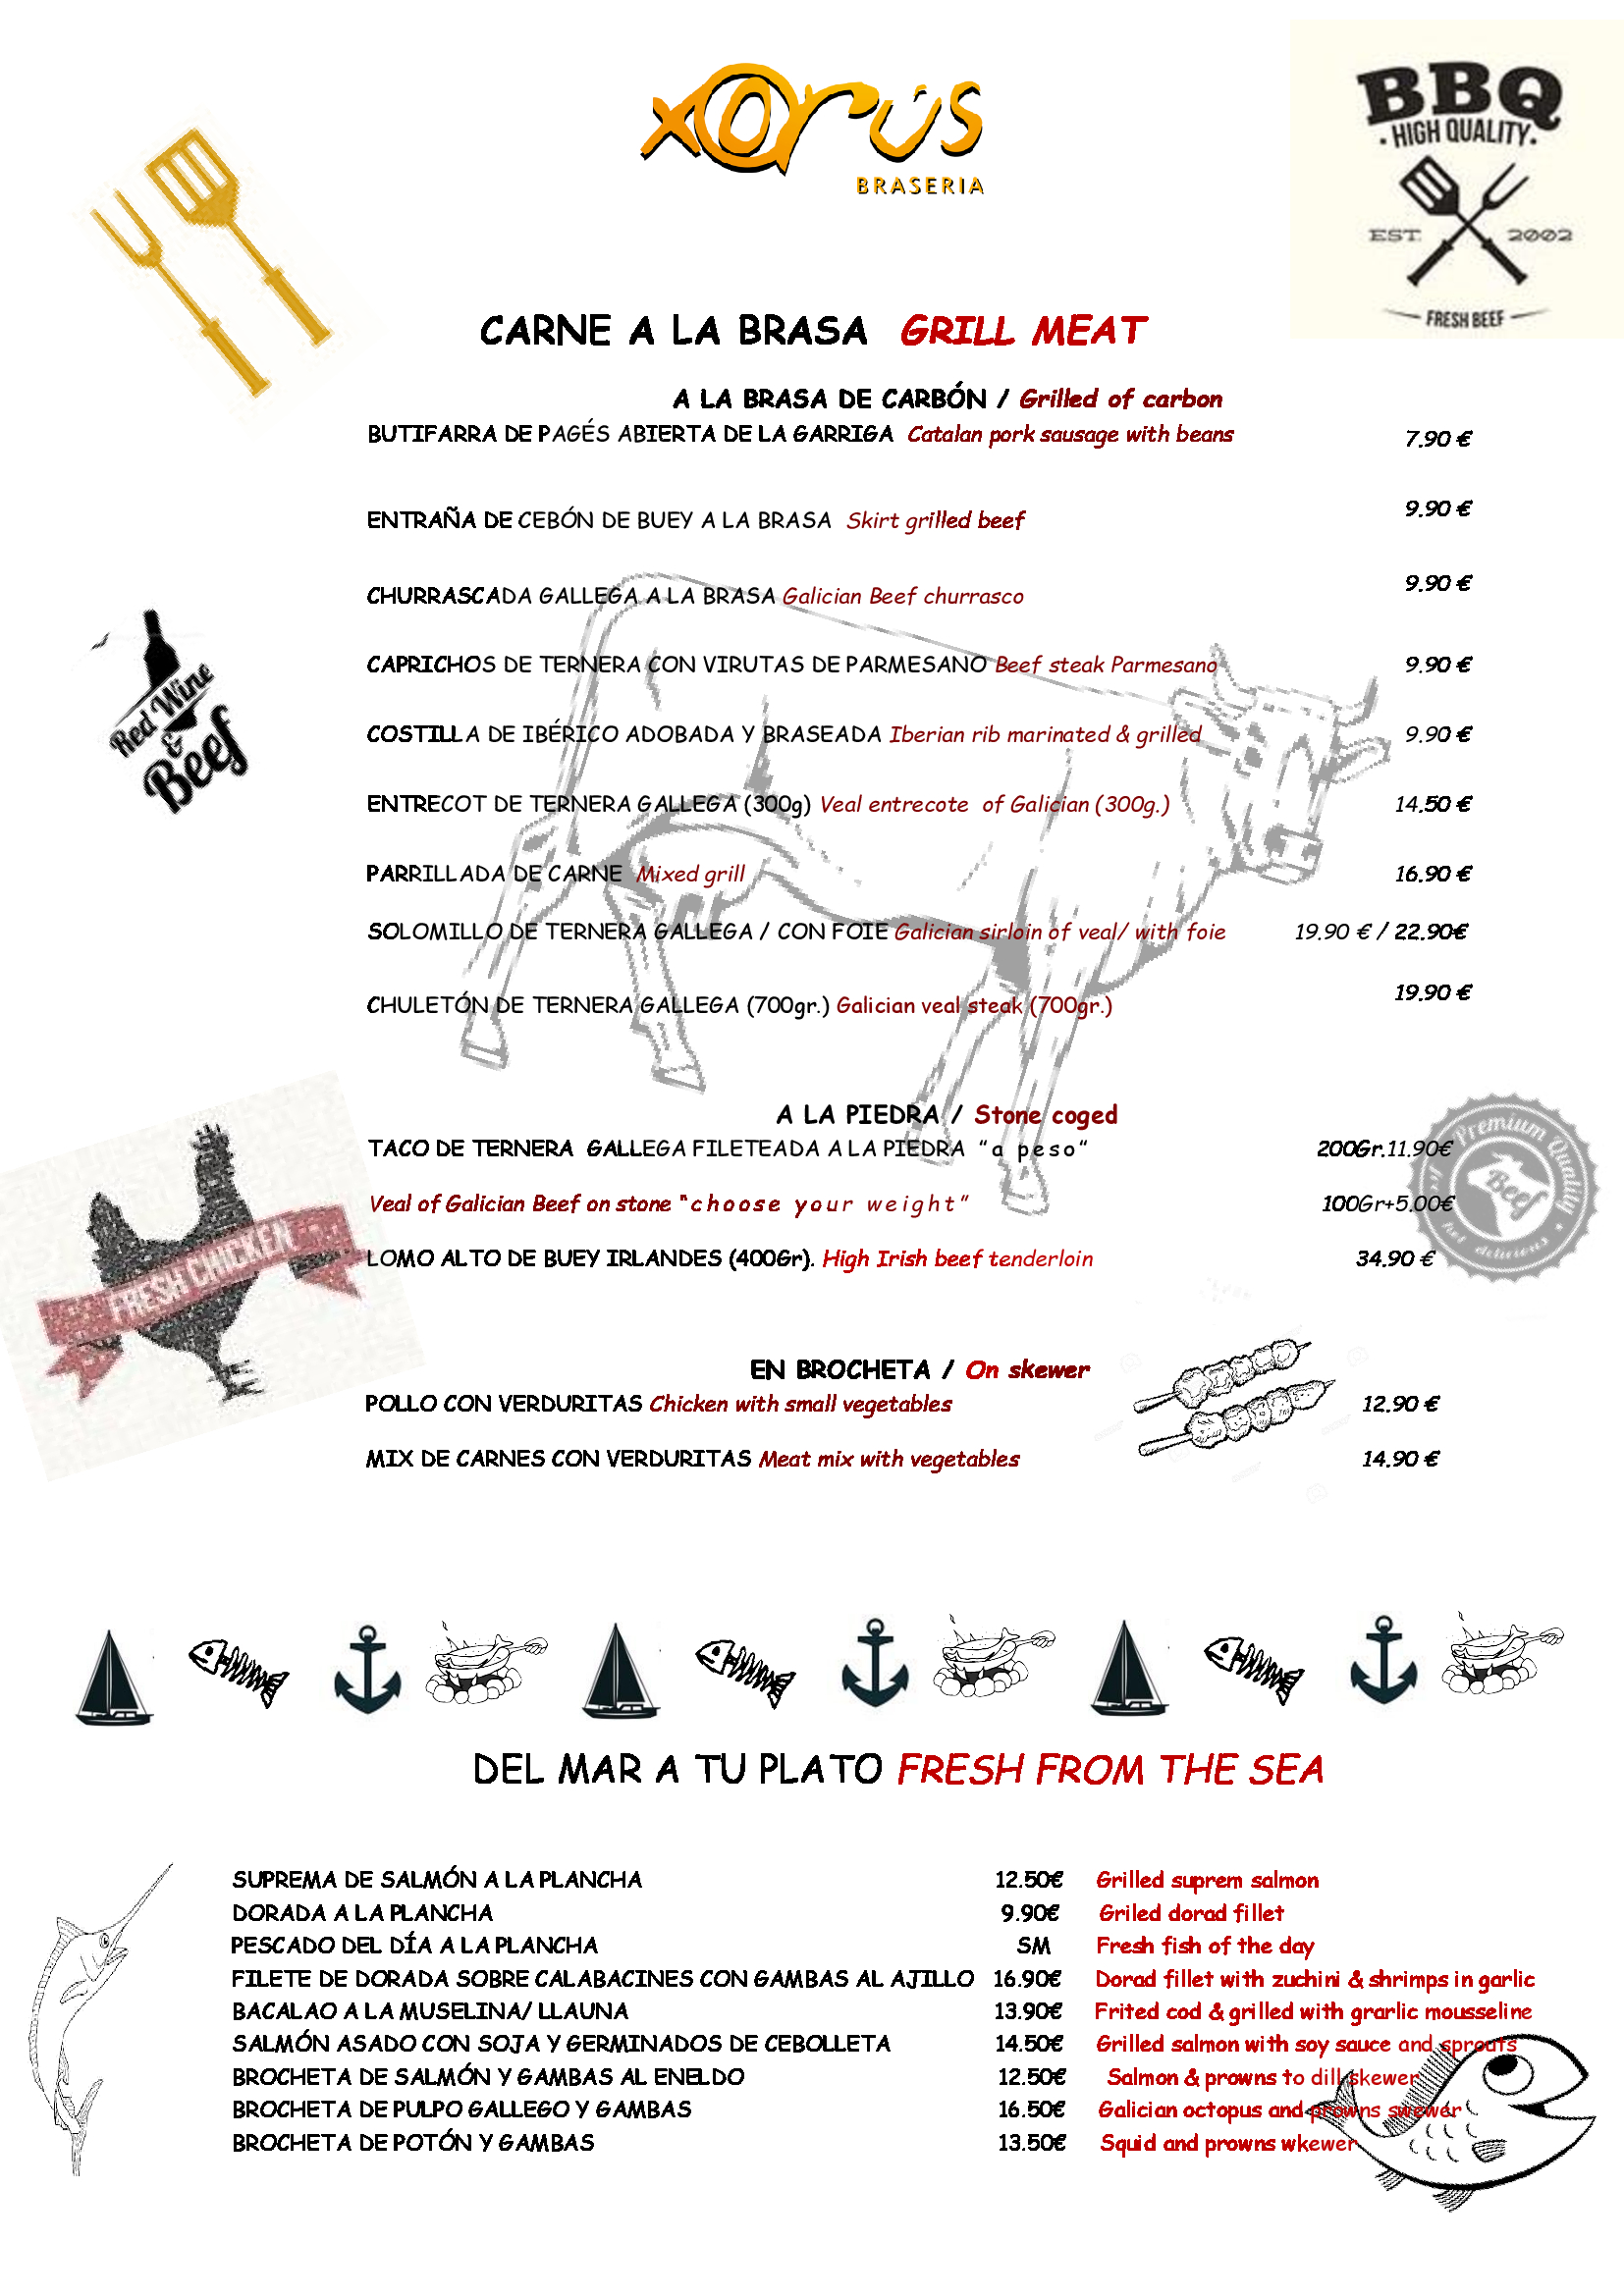 xorús
BRASERIA
BBQ
HIGH QUALITY
EST. 2002
FRESH BEEF
CARNE A LA BRASA GRILL MEAT
A LA BRASA DE CARBÓN / Grilled of carbon
BUTIFARRA DE PAGÉS ABIERTA DE LA GARRIGA Catalan pork sausage with beans 7.90 €
ENTRAÑA DE CEBÓN DE BUEY A LA BRASA Skirt grilled beef 9.90 €
CHURRASCADA GALLEGA A LA BRASA Galician Beef churrasco 9.90 €
CAPRICHOS DE TERNERA CON VIRUTAS DE PARMESANO Beef steak Parmesano 9.90 €
Red Wine
&
Beef
COSTILLA DE IBÉRICO ADOBADA Y BRASEADA Iberian rib marinated & grilled 9.90 €
ENTRECOT DE TERNERA GALLEGA (300g) Veal entrecote of Galician (300g.) 14.50 €
PARRILLADA DE CARNE Mixed grill 16.90 €
SOLOMILLO DE TERNERA GALLEGA / CON FOIE Galician sirloin of veal/ with foie 19.90 € / 22.90€
CHULETÓN DE TERNERA GALLEGA (700gr.) Galician veal steak (700gr.) 19.90 €
A LA PIEDRA / Stone coged
TACO DE TERNERA GALLEGA FILETEADA A LA PIEDRA “a peso” 200Gr.11.90€
Veal of Galician Beef on stone “choose your weight” 100Gr+5.00€
LOMO ALTO DE BUEY IRLANDES (400Gr). High Irish beef tenderloin 34.90 €
Premium Quality
Beef
delicious
FRESH CHICKEN
EN BROCHETA / On skewer
POLLO CON VERDURITAS Chicken with small vegetables 12.90 €
MIX DE CARNES CON VERDURITAS Meat mix with vegetables 14.90 €
DEL MAR A TU PLATO FRESH FROM THE SEA
SUPREMA DE SALMÓN A LA PLANCHA 12.50€ Grilled suprem salmon
DORADA A LA PLANCHA 9.90€ Griled dorad fillet
PESCADO DEL DÍA A LA PLANCHA SM Fresh fish of the day
FILETE DE DORADA SOBRE CALABACINES CON GAMBAS AL AJILLO 16.90€ Dorad fillet with zuchini & shrimps in garlic
BACALAO A LA MUSELINA/ LLAUNA 13.90€ Frited cod & grilled with grarlic mousseline
SALMÓN ASADO CON SOJA Y GERMINADOS DE CEBOLLETA 14.50€ Grilled salmon with soy sauce and sprouts
BROCHETA DE SALMÓN Y GAMBAS AL ENELDO 12.50€ Salmon & prowns to dill skewer
BROCHETA DE PULPO GALLEGO Y GAMBAS 16.50€ Galician octopus and prowns swewer
BROCHETA DE POTÓN Y GAMBAS 13.50€ Squid and prowns wkewer